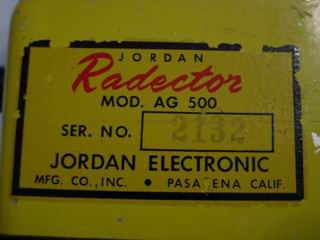 JORDAN
Radector
MOD. AG 500
SER. NO. 2132
JORDAN ELECTRONIC
MFG. CO., INC. • PASADENA CALIF.